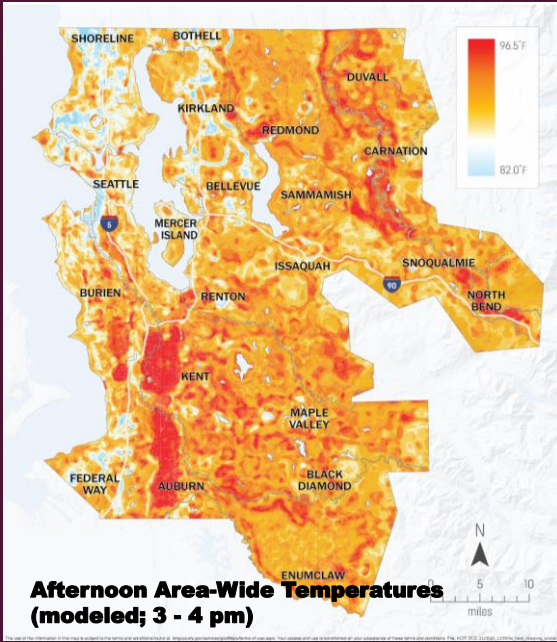 SHORELINE
BOTHELL
96.5°F
DUVALL
KIRKLAND
REDMOND
CARNATION
82.0°F
SEATTLE
BELLEVUE
SAMMAMISH
5
MERCER
ISLAND
ISSAQUAH
SNOQUALMIE
90
BURIEN
RENTON
NORTH
BEND
KENT
MAPLE
VALLEY
FEDERAL
WAY
AUBURN
BLACK
DIAMOND
N
ENUMCLAW
Afternoon Area-Wide Temperatures
(modeled; 3 - 4 pm)
0 5 10
miles